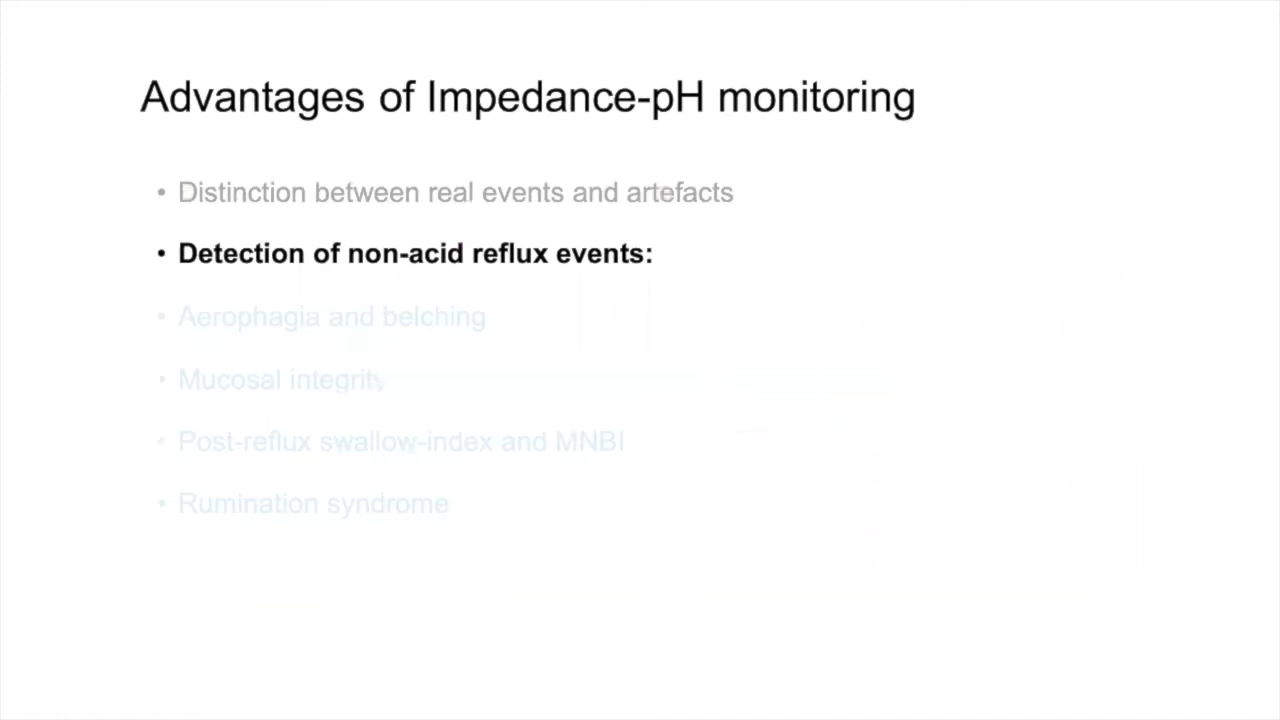 Advantages of Impedance-pH monitoring
• Distinction between real events and artefacts
• Detection of non-acid reflux events:
• Aerophagia and belching
• Mucosal integrity
• Post-reflux swallow-index and MNBI
• Rumination syndrome